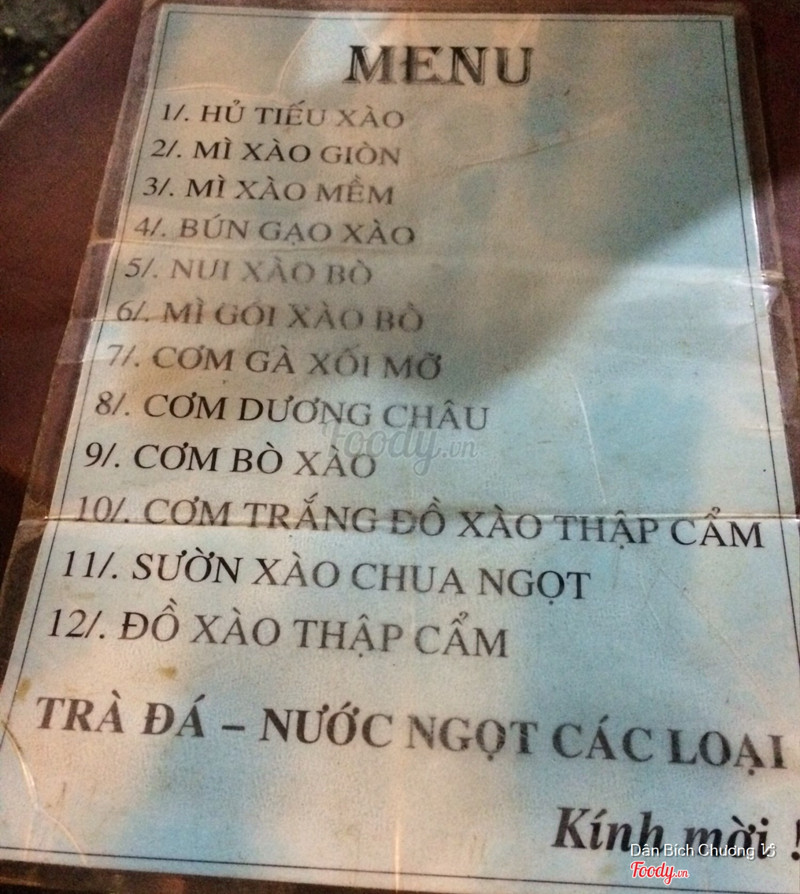 MENU
1/. HỦ TIẾU XÀO
2/. MÌ XÀO GIÒN
3/. MÌ XÀO MỀM
4/. BÚN GẠO XÀO
5/. NUI XÀO BÒ
6/. MÌ GÓI XÀO BÒ
7/. CƠM GÀ XỐI MỠ
8/. CƠM DƯƠNG CHÂU
Foody.vn
9/. CƠM BÒ XÀO
10/. CƠM TRẮNG ĐỒ XÀO THẬP CẨM
11/. SƯỜN XÀO CHUA NGỌT
12/. ĐỒ XÀO THẬP CẨM
TRÀ ĐÁ – NƯỚC NGỌT CÁC LOẠI
Kính mời !
Dân Bích Chương
Foody.vn